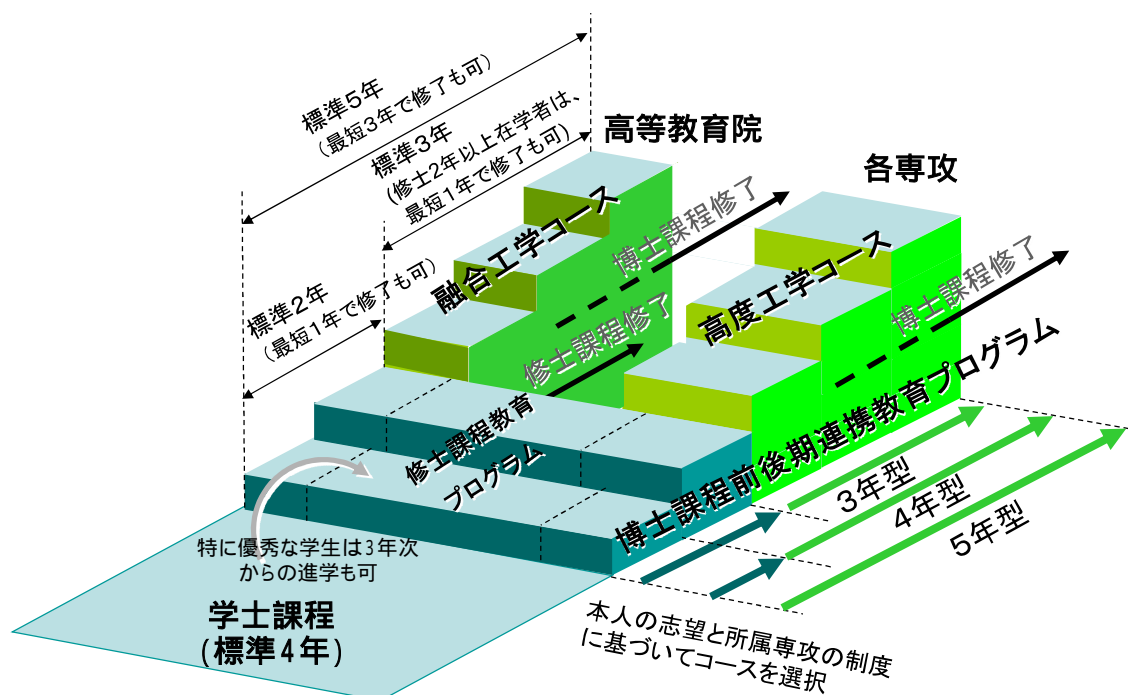 標準5年
(最短3年で修了も可)
標準3年
(修士2年以上在学者は、
最短1年で修了も可)
標準2年
(最短1年で修了も可)
高等教育院
各専攻
融合工学コース
博士課程修了
高度工学コース
博士課程修了
修士課程修了
修士課程教育
プログラム
博士課程前後期連携教育プログラム
3年型
4年型
5年型
特に優秀な学生は3年次
からの進学も可
学士課程
(標準4年)
本人の志望と所属専攻の制度
に基づいてコースを選択